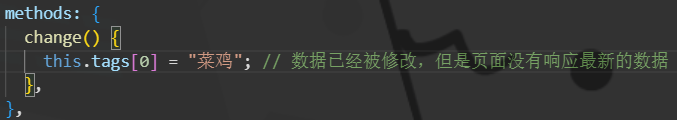 methods: {
change() {
this.tags[0] = "菜鸡"; // 数据已经被修改，但是页面没有响应最新的数据
},
},